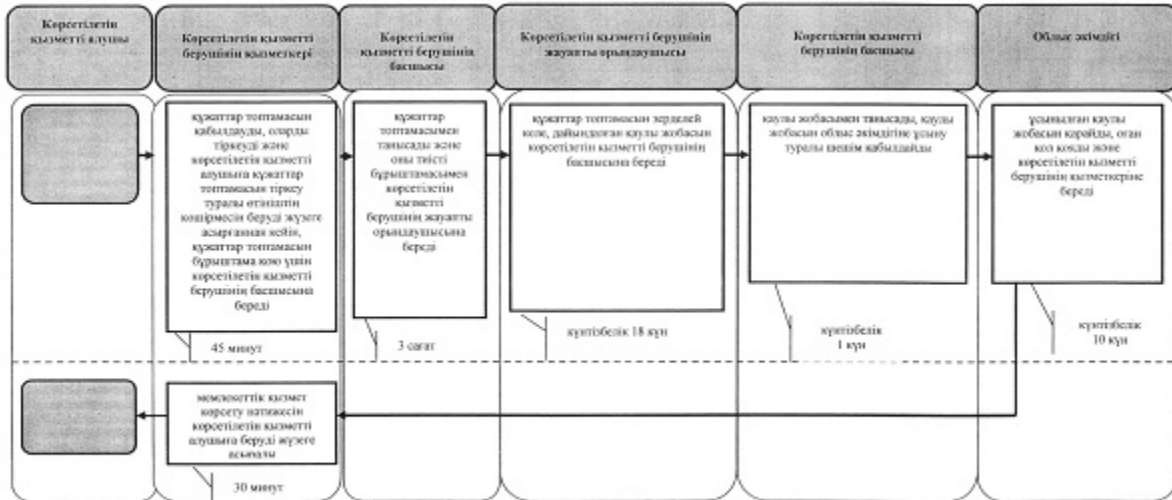 Көрсетілетін
қызметті алушы
Көрсетілетін қызметті
берушінің қызметкері
Көрсетілетін
қызметті берушінің
басшысы
Көрсетілетін қызметті берушінің
жауапты орындаушысы
Көрсетілетін қызметті
берушінің басшысы
Облыс әкімдігі
құжаттар топтамасын
қабылдауды, оларды
тіркеуді және
көрсетілетін қызметті
алушыға құжаттар
топтамасын тіркеу
туралы өтініштің
көшірмесін беруді жүзеге
асырғаннан кейін,
құжаттар топтамасын
бұрыштама қою үшін
көрсетілетін қызметті
берушінің басшысына
береді
45 минут
құжаттар
топтамасымен
танысады және
оны тиісті
бұрыштамасымен
көрсетілетін
қызметті
берушінің жауапты
орындаушысына
береді
3 сағат
құжаттар топтамасын зерделей
келе, дайындалған қаулы жобасын
көрсетілетін қызметті берушінің
басшысына береді
күнтізбелік 18 күн
қаулы жобасымен танысады, қаулы
жобасын облыс әкімдігіне ұсыну
туралы шешім қабылдайды
күнтізбелік
1 күн
ұсынылған қаулы
жобасын қарайды, оған
қол қояды және
көрсетілетін қызметті
берушінің қызметкеріне
береді
күнтізбелік
10 күн
мемлекеттік қызмет
көрсету нәтижесін
көрсетілетін қызметті
алушыға беруді жүзеге
асырады
30 минут